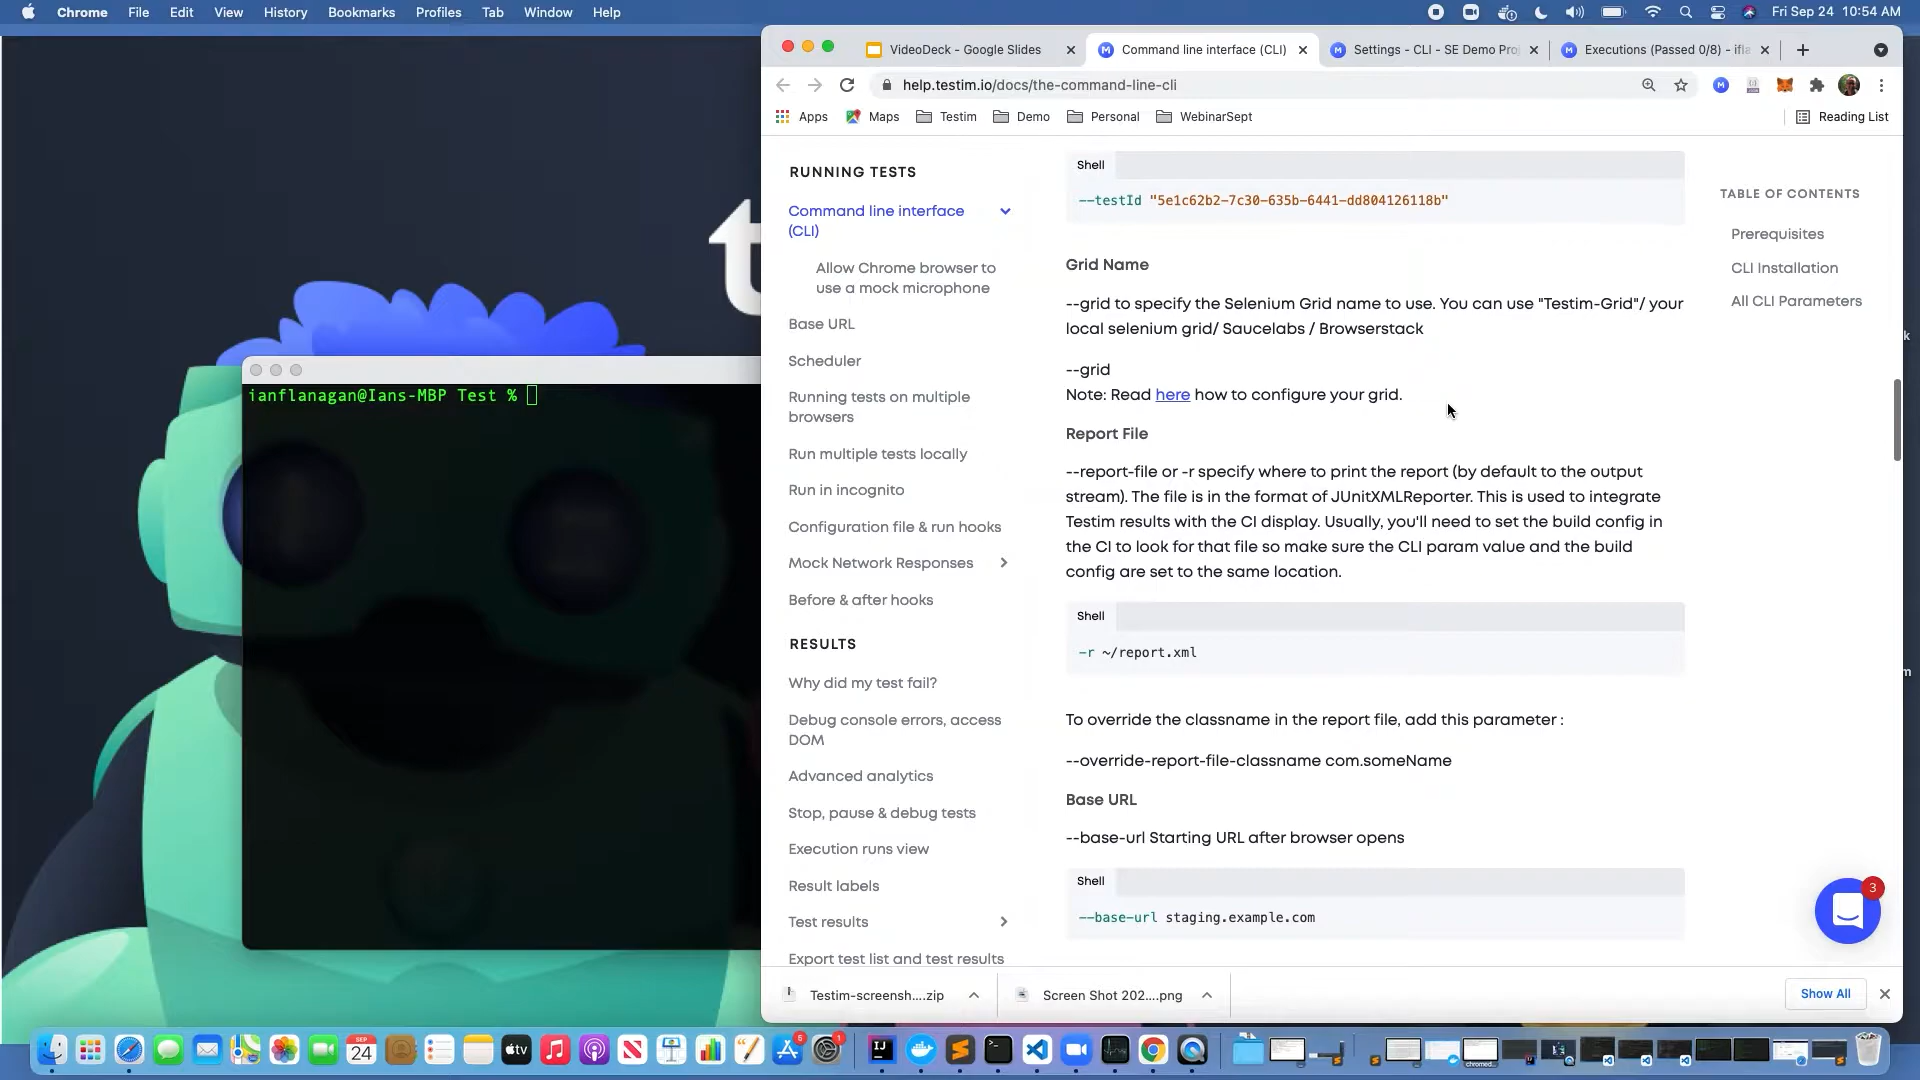 Chrome File Edit View History Bookmarks Profiles Tab Window Help Fri Sep 24 10:54 AM
VideoDeck - Google Slides Command line interface (CLI) Settings - CLI - SE Demo Pro Executions (Passed 0/8) - ifla
help.testim.io/docs/the-command-line-cli
Apps Maps Testim Demo Personal WebinarSept Reading List
t
ianflanagan@Ians-MBP Test %
RUNNING TESTS
Command line interface
(CLI)
Allow Chrome browser to
use a mock microphone
Base URL
Scheduler
Running tests on multiple
browsers
Run multiple tests locally
Run in incognito
Configuration file & run hooks
Mock Network Responses
Before & after hooks
RESULTS
Why did my test fail?
Debug console errors, access
DOM
Advanced analytics
Stop, pause & debug tests
Execution runs view
Result labels
Test results
Export test list and test results
Shell
--testId "5e1c62b2-7c30-635b-6441-dd804126118b"
Grid Name
--grid to specify the Selenium Grid name to use. You can use "Testim-Grid"/ your
local selenium grid/ Saucelabs / Browserstack
--grid
Note: Read here how to configure your grid.
Report File
--report-file or -r specify where to print the report (by default to the output
stream). The file is in the format of JUnitXMLReporter. This is used to integrate
Testim results with the CI display. Usually, you'll need to set the build config in
the CI to look for that file so make sure the CLI param value and the build
config are set to the same location.
Shell
-r ~/report.xml
To override the classname in the report file, add this parameter :
--override-report-file-classname com.someName
Base URL
--base-url Starting URL after browser opens
Shell
--base-url staging.example.com
TABLE OF CONTENTS
Prerequisites
CLI Installation
All CLI Parameters
3
k
m
Testim-screensh....zip Screen Shot 202....png Show All
SEP
24
tv
6
1
IJ